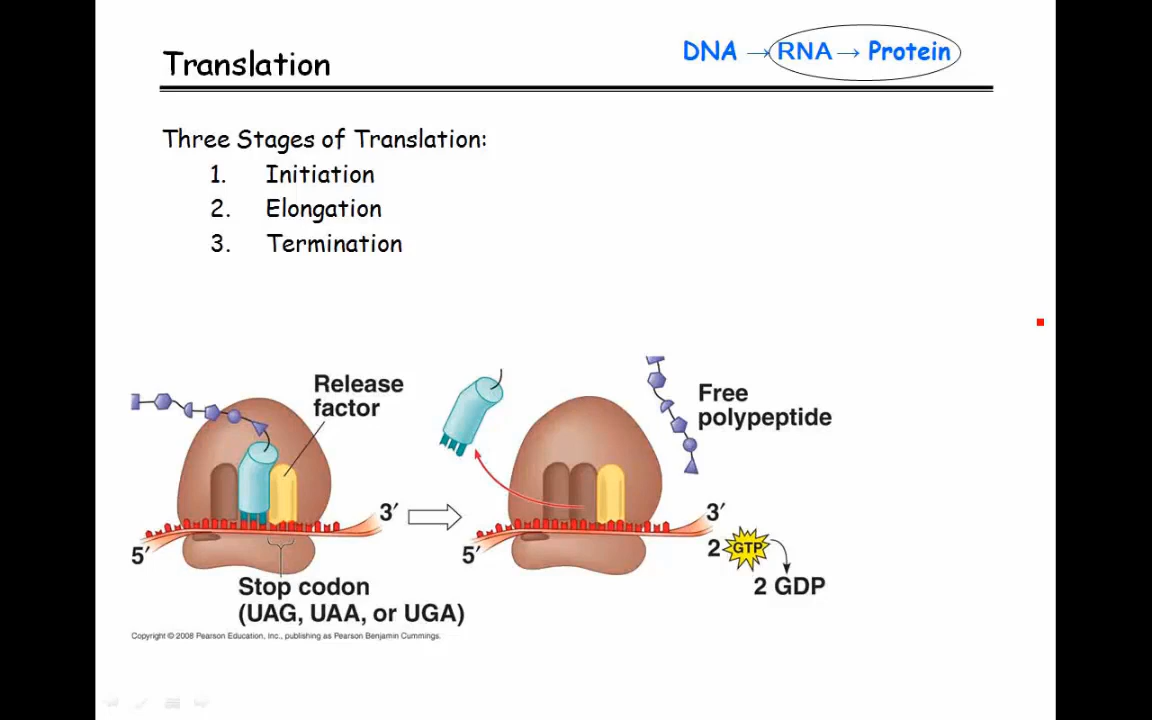 Translation
DNA → RNA → Protein
Three Stages of Translation:
1. Initiation
2. Elongation
3. Termination
Release
factor
3′
5′
Stop codon
(UAG, UAA, or UGA)
Free
polypeptide
3′
5′
2 GTP
2 GDP
Copyright © 2008 Pearson Education, Inc., publishing as Pearson Benjamin Cummings.